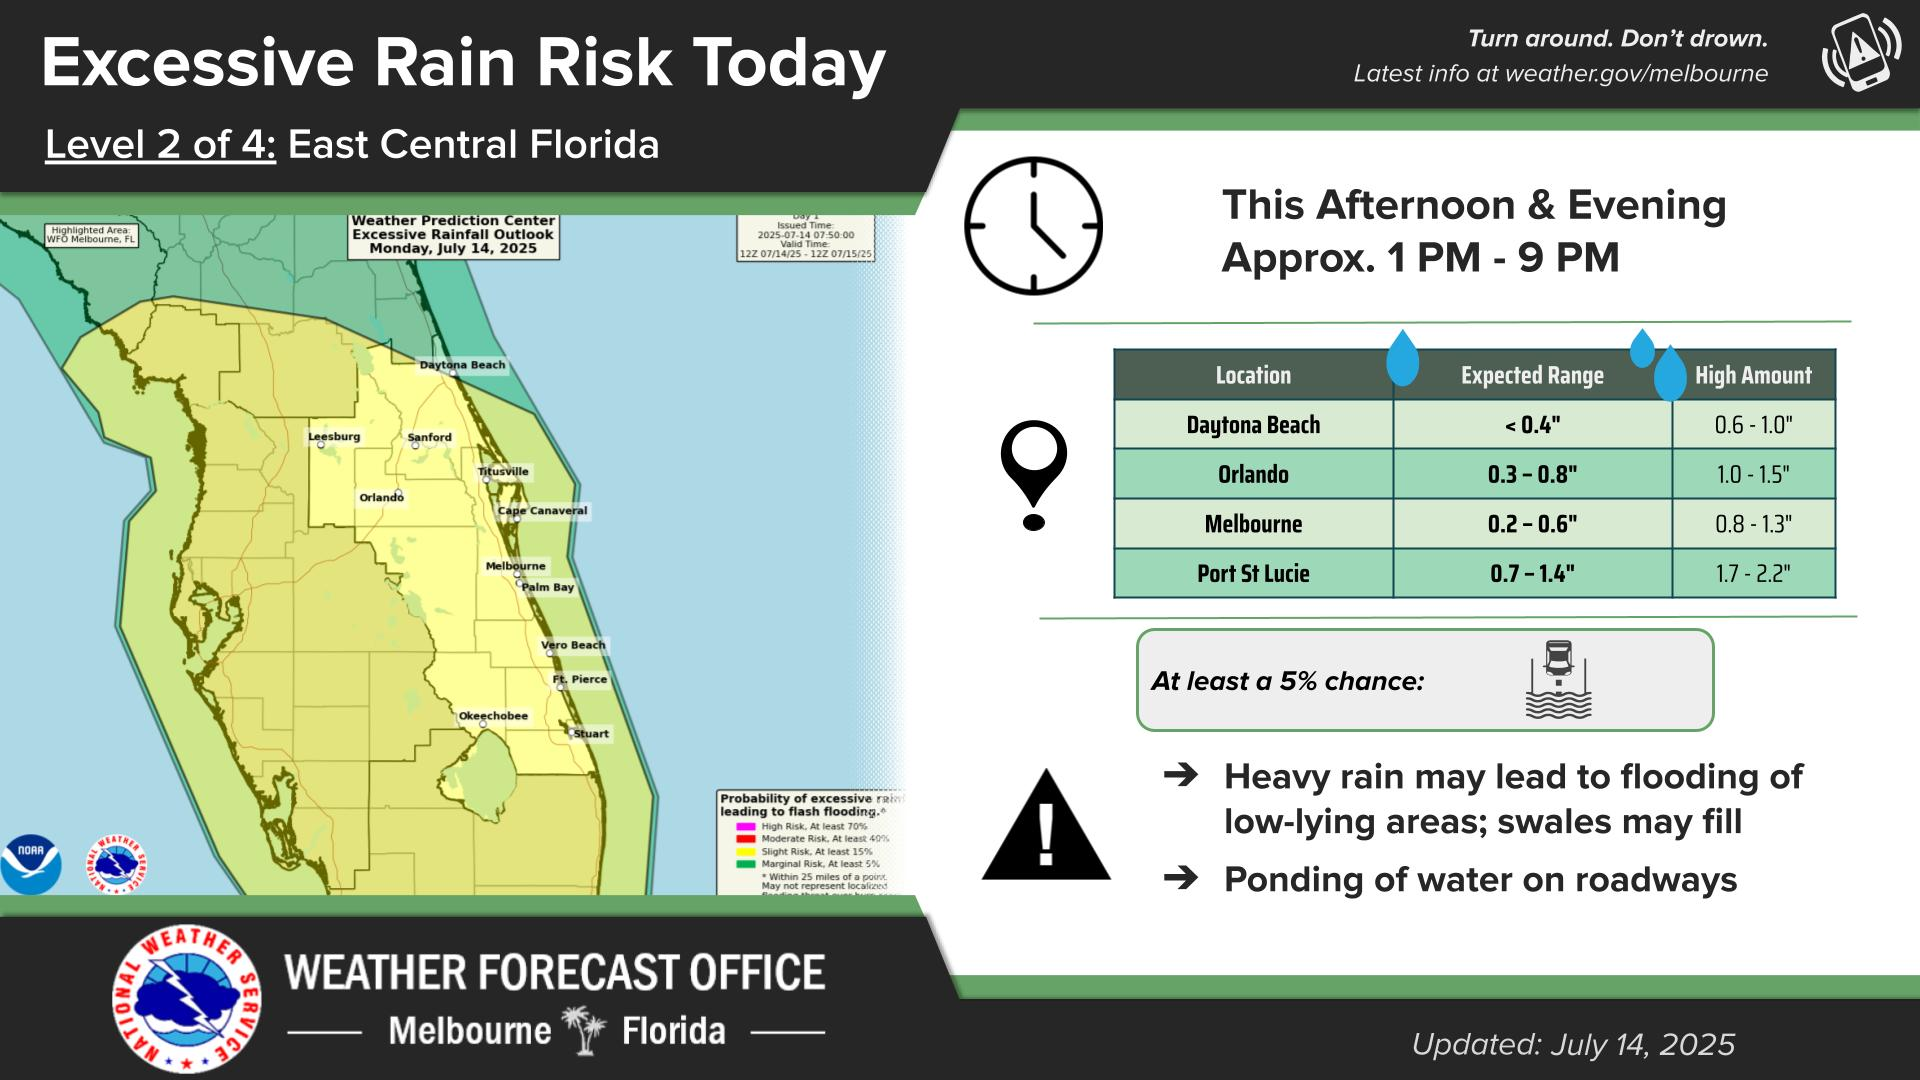 Excessive Rain Risk Today
Level 2 of 4: East Central Florida
Turn around. Don't drown.
Latest info at weather.gov/melbourne
Highlighted Area:
WFO Melbourne, FL
Weather Prediction Center
Excessive Rainfall Outlook
Monday, July 14, 2025
Day 1
Issued Time:
2025-07-14 07:50:00
Valid Time:
12Z 07/14/25 - 12Z 07/15/25
Daytona Beach
Leesburg
Sanford
Titusville
Orlando
Cape Canaveral
Melbourne
Palm Bay
Vero Beach
Ft. Pierce
Okeechobee
Stuart
Probability of excessive rain
leading to flash flooding.*
High Risk, At least 70%
Moderate Risk, At least 40%
Slight Risk, At least 15%
Marginal Risk, At least 5%
* Within 25 miles of a point.
May not represent localized
NOAA
NATIONAL WEATHER SERVICE
This Afternoon & Evening
Approx. 1 PM - 9 PM
Location Expected Range High Amount
Daytona Beach < 0.4" 0.6 - 1.0"
Orlando 0.3 – 0.8" 1.0 - 1.5"
Melbourne 0.2 – 0.6" 0.8 - 1.3"
Port St Lucie 0.7 – 1.4" 1.7 - 2.2"
At least a 5% chance:
➔ Heavy rain may lead to flooding of
low-lying areas; swales may fill
➔ Ponding of water on roadways
NATIONAL WEATHER SERVICE
WEATHER FORECAST OFFICE
Melbourne Florida
Updated: July 14, 2025